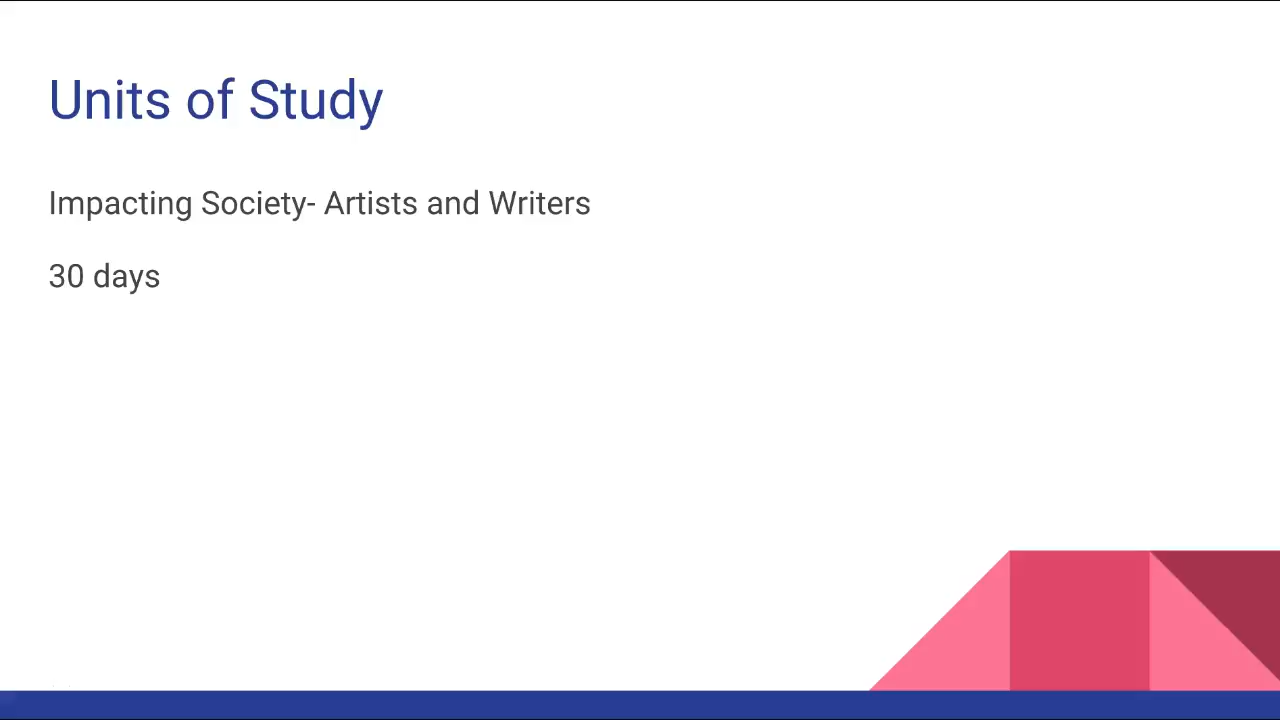 Units of Study
Impacting Society- Artists and Writers
30 days